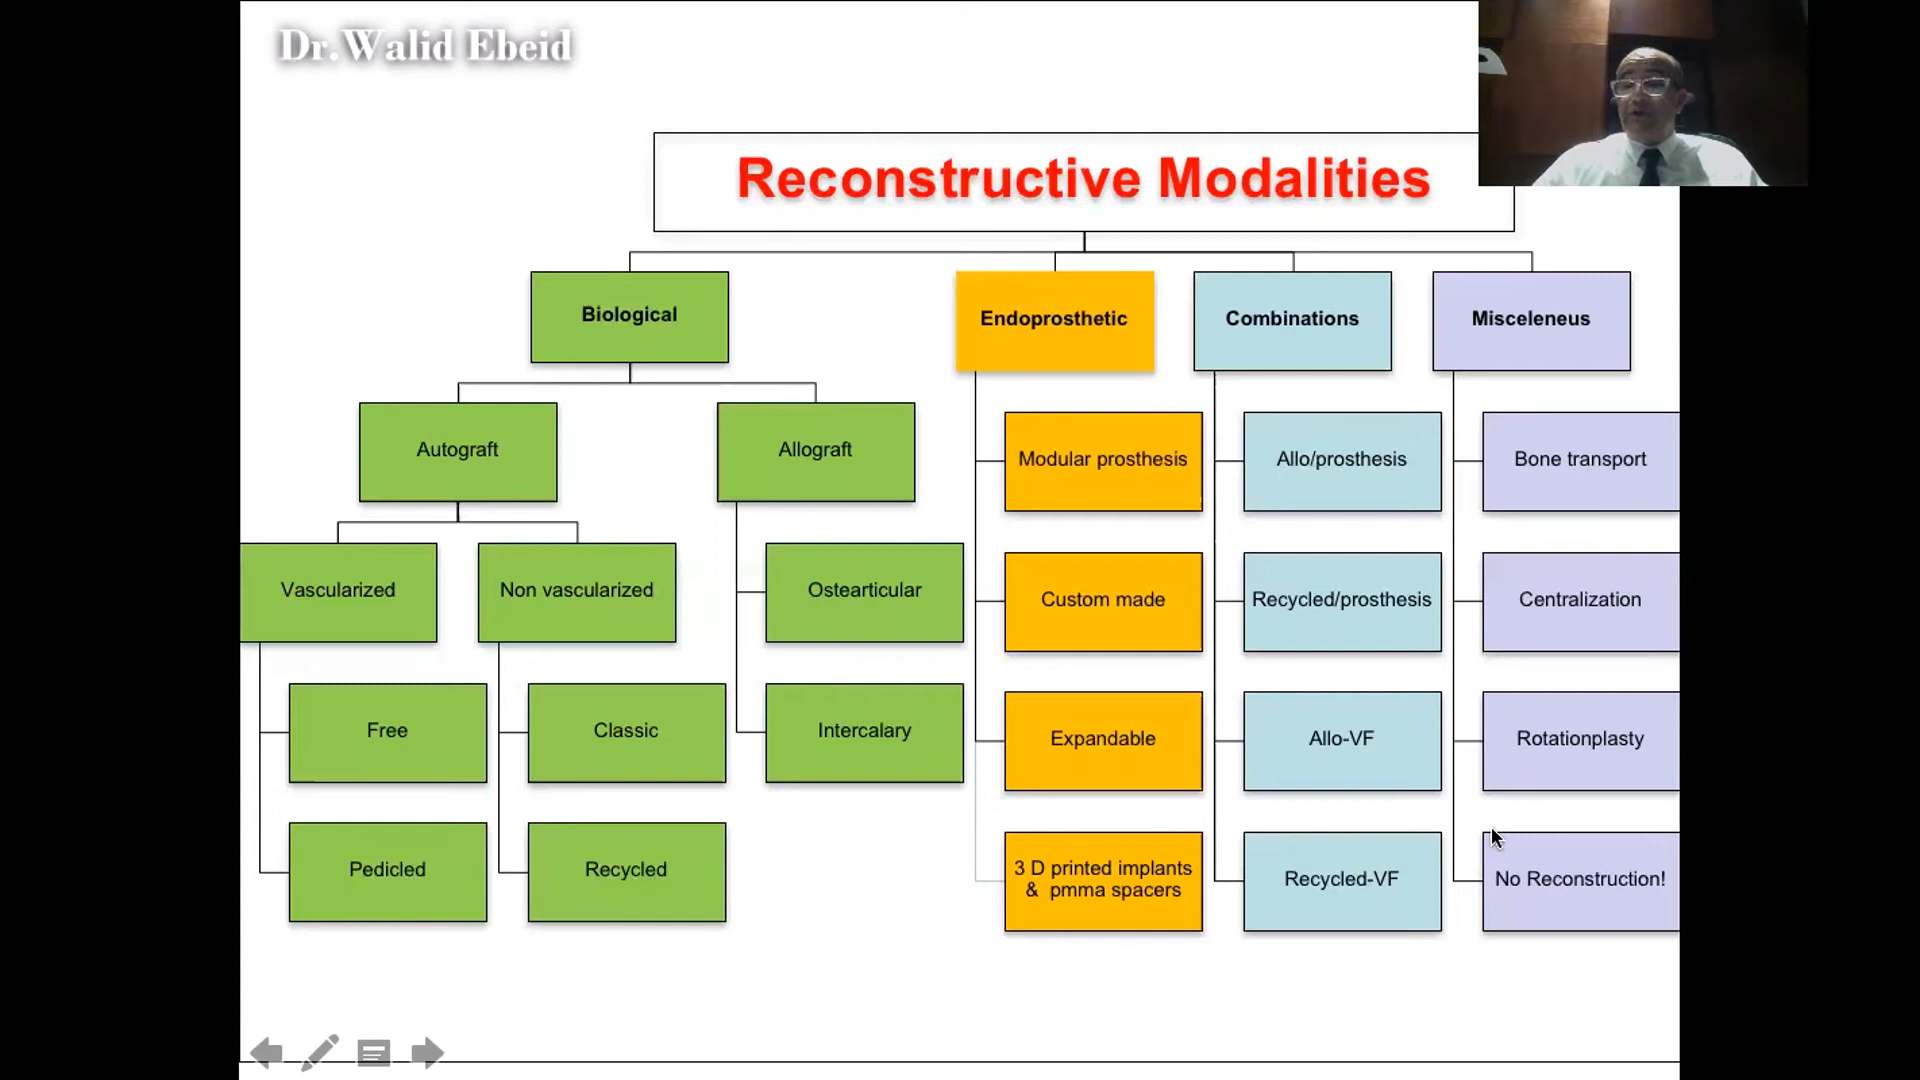 Dr.Walid Ebeid
Reconstructive Modalities
Biological
Endoprosthetic
Combinations
Misceleneus
Autograft
Allograft
Modular prosthesis
Allo/prosthesis
Bone transport
Vascularized
Non vascularized
Ostearticular
Custom made
Recycled/prosthesis
Centralization
Free
Classic
Intercalary
Expandable
Allo-VF
Rotationplasty
Pedicled
Recycled
3 D printed implants
& pmma spacers
Recycled-VF
No Reconstruction!